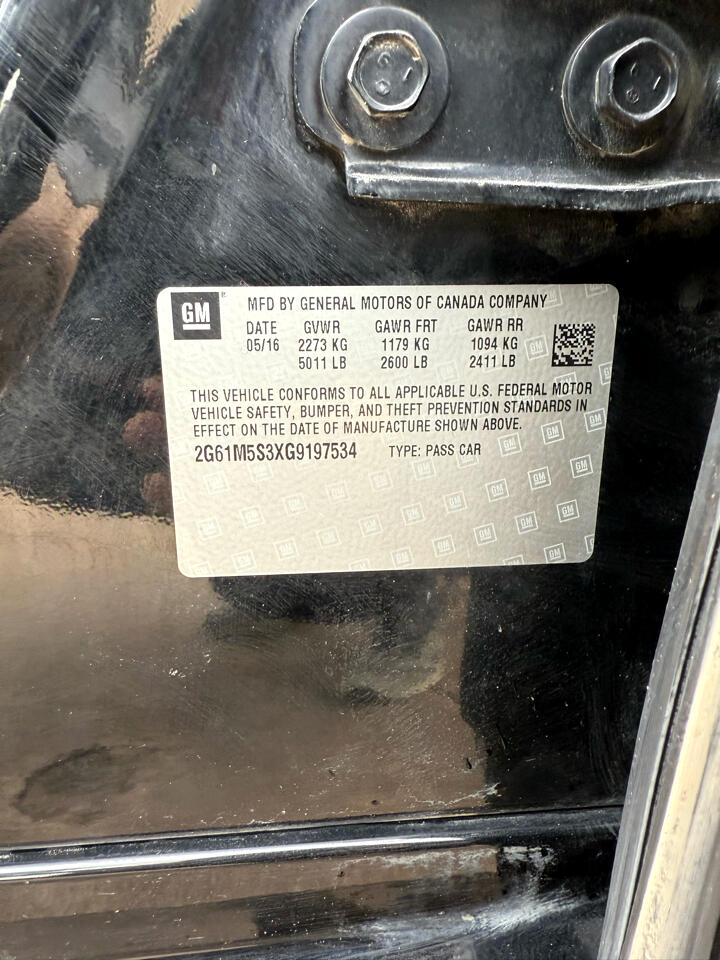 GM
MFD BY GENERAL MOTORS OF CANADA COMPANY
DATE GVWR GAWR FRT GAWR RR
05/16 2273 KG 1179 KG 1094 KG
5011 LB 2600 LB 2411 LB
THIS VEHICLE CONFORMS TO ALL APPLICABLE U.S. FEDERAL MOTOR
VEHICLE SAFETY, BUMPER, AND THEFT PREVENTION STANDARDS IN
EFFECT ON THE DATE OF MANUFACTURE SHOWN ABOVE.
2G61M5S3XG9197534 TYPE: PASS CAR